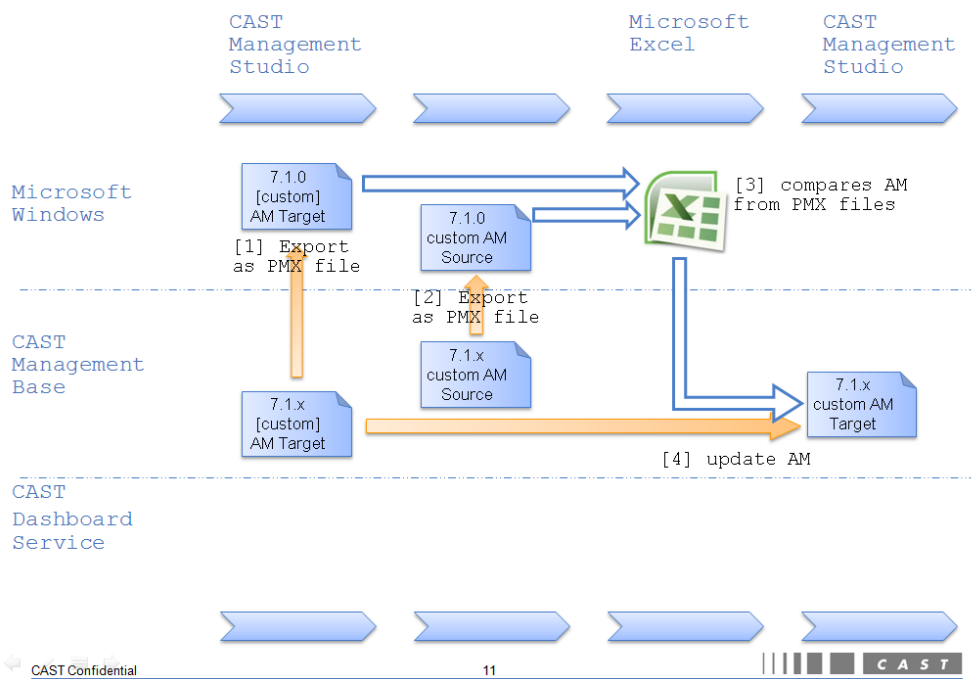 CAST
Management
Studio
Microsoft
Excel
CAST
Management
Studio
Microsoft
Windows
7.1.0
[custom]
AM Target
[1] Export
as PMX file
7.1.0
custom AM
Source
[3] compares AM
from PMX files
[2] Export
as PMX file
CAST
Management
Base
7.1.x
[custom]
AM Target
7.1.x
custom AM
Source
7.1.x
custom AM
Target
[4] update AM
CAST
Dashboard
Service
CAST Confidential
11
CAST